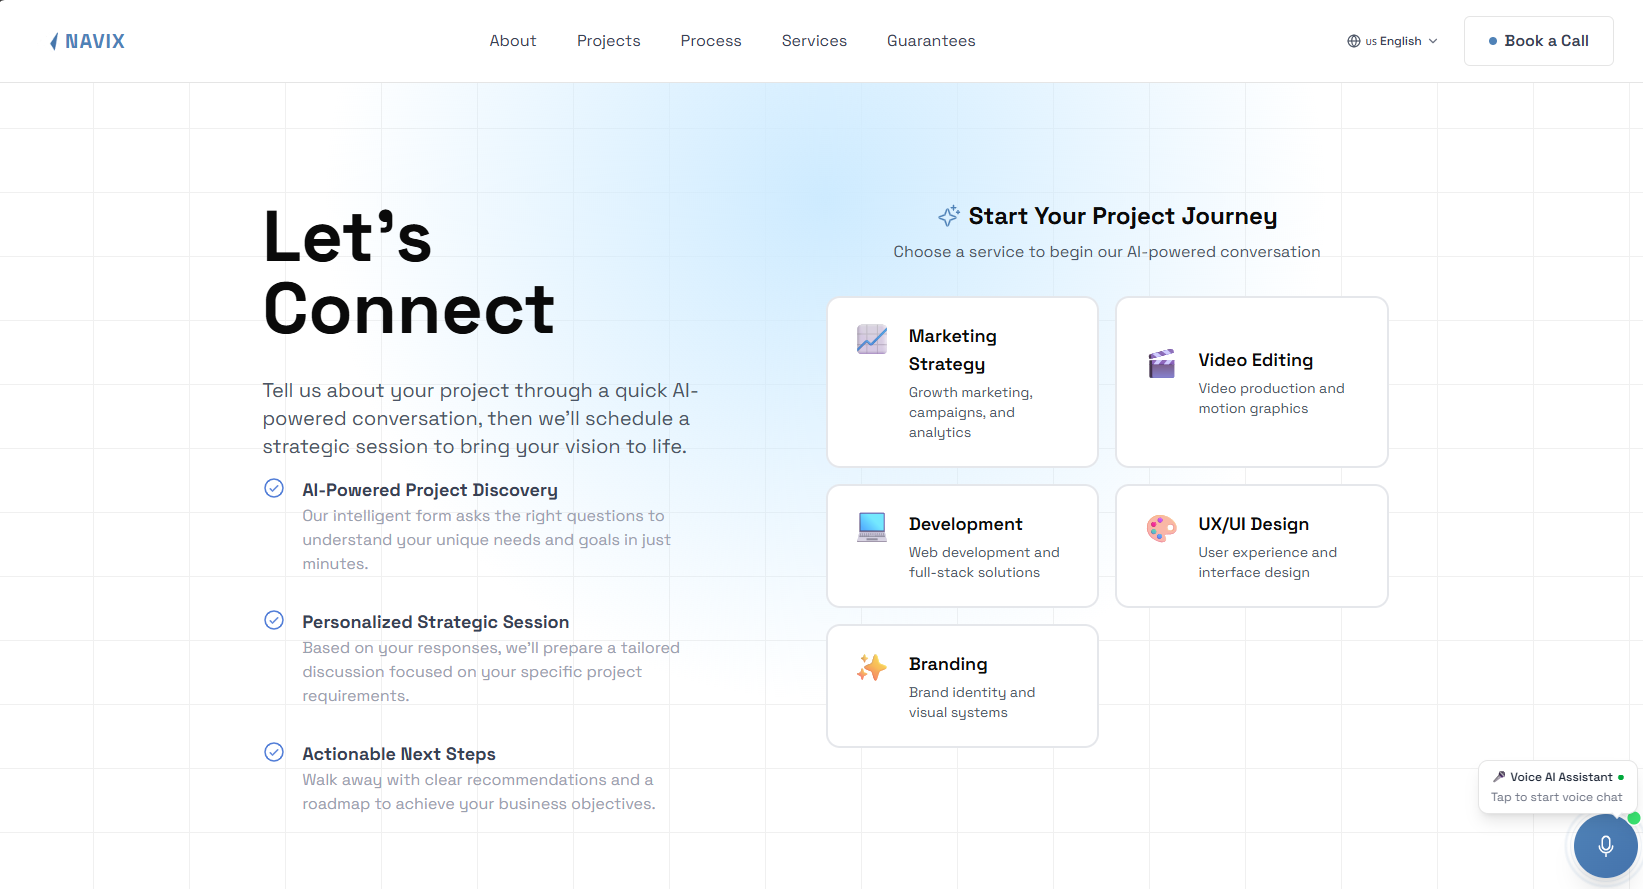 NAVIX
About
Projects
Process
Services
Guarantees
US English
Book a Call
Let's
Connect
Tell us about your project through a quick AI-
powered conversation, then we'll schedule a
strategic session to bring your vision to life.
AI-Powered Project Discovery
Our intelligent form asks the right questions to
understand your unique needs and goals in just
minutes.
Personalized Strategic Session
Based on your responses, we'll prepare a tailored
discussion focused on your specific project
requirements.
Actionable Next Steps
Walk away with clear recommendations and a
roadmap to achieve your business objectives.
Start Your Project Journey
Choose a service to begin our AI-powered conversation
Marketing
Strategy
Growth marketing,
campaigns, and
analytics
Video Editing
Video production and
motion graphics
Development
Web development and
full-stack solutions
UX/UI Design
User experience and
interface design
Branding
Brand identity and
visual systems
Voice AI Assistant
Tap to start voice chat